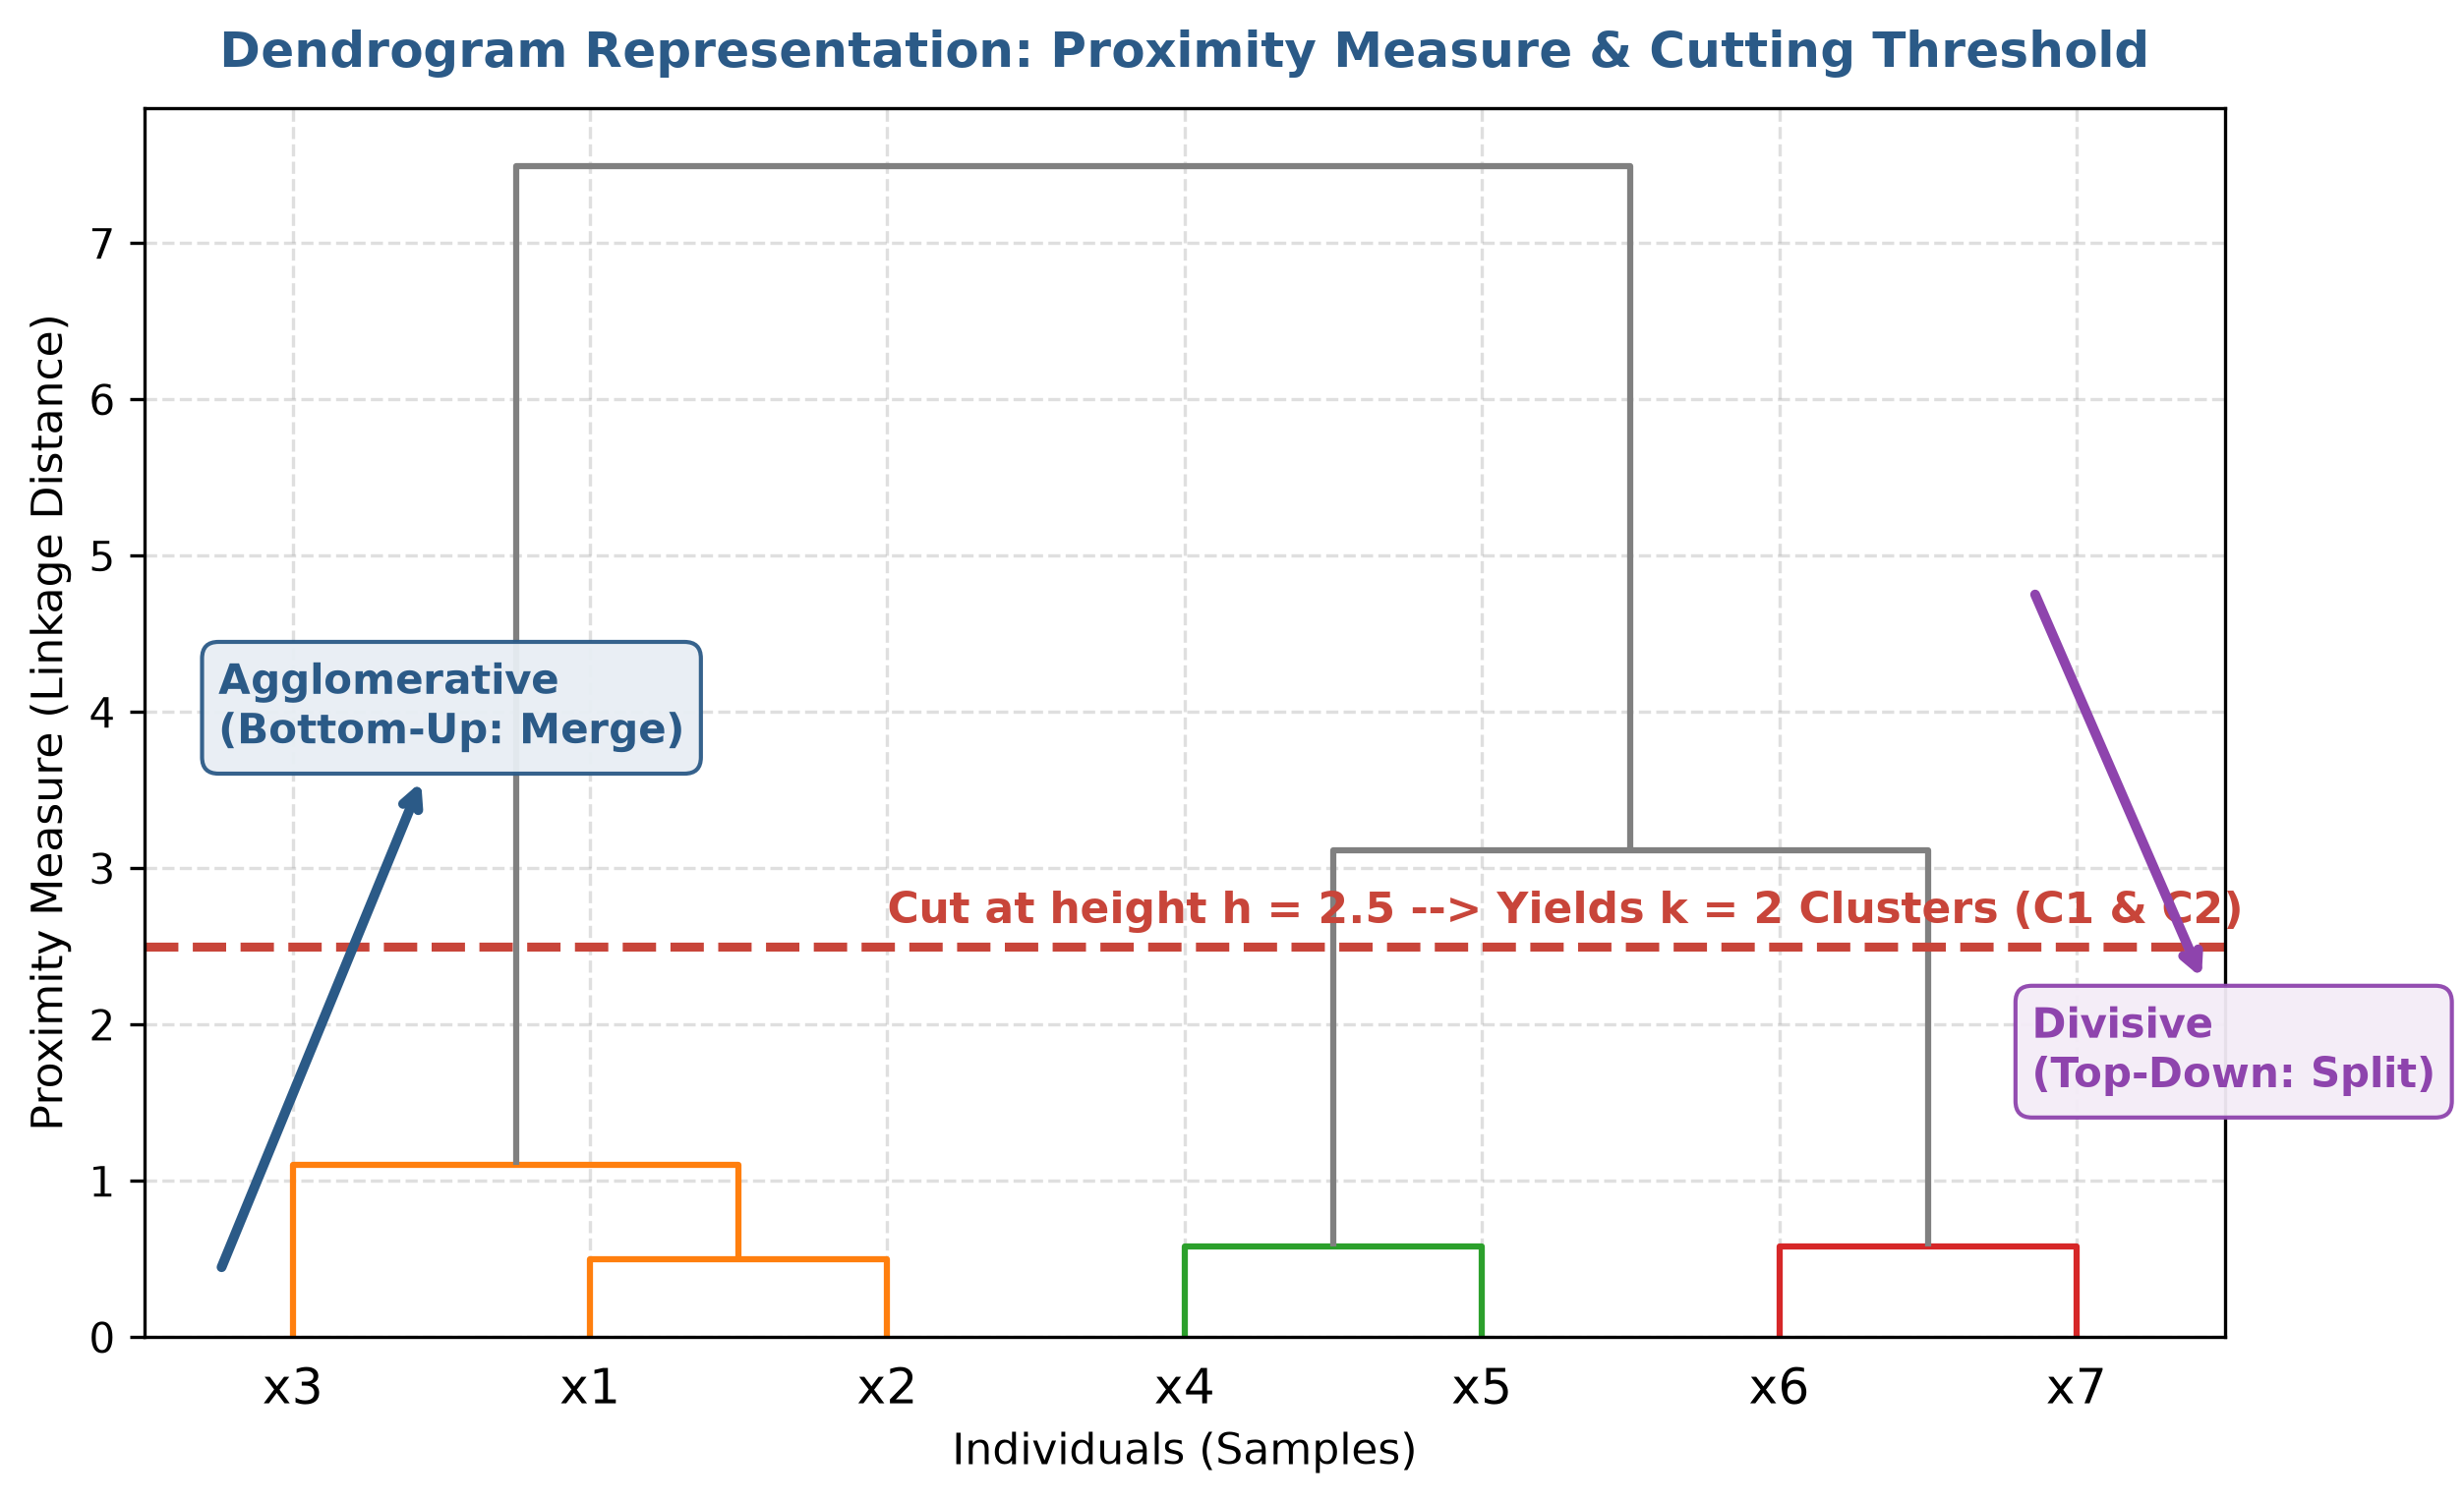 Dendrogram Representation: Proximity Measure & Cutting Threshold
Proximity Measure (Linkage Distance)
7
6
5
4
3
2
1
0
Agglomerative
(Bottom-Up: Merge)
Cut at height h = 2.5 --> Yields k = 2 Clusters (C1 & C2)
Divisive
(Top-Down: Split)
x3 x1 x2 x4 x5 x6 x7
Individuals (Samples)